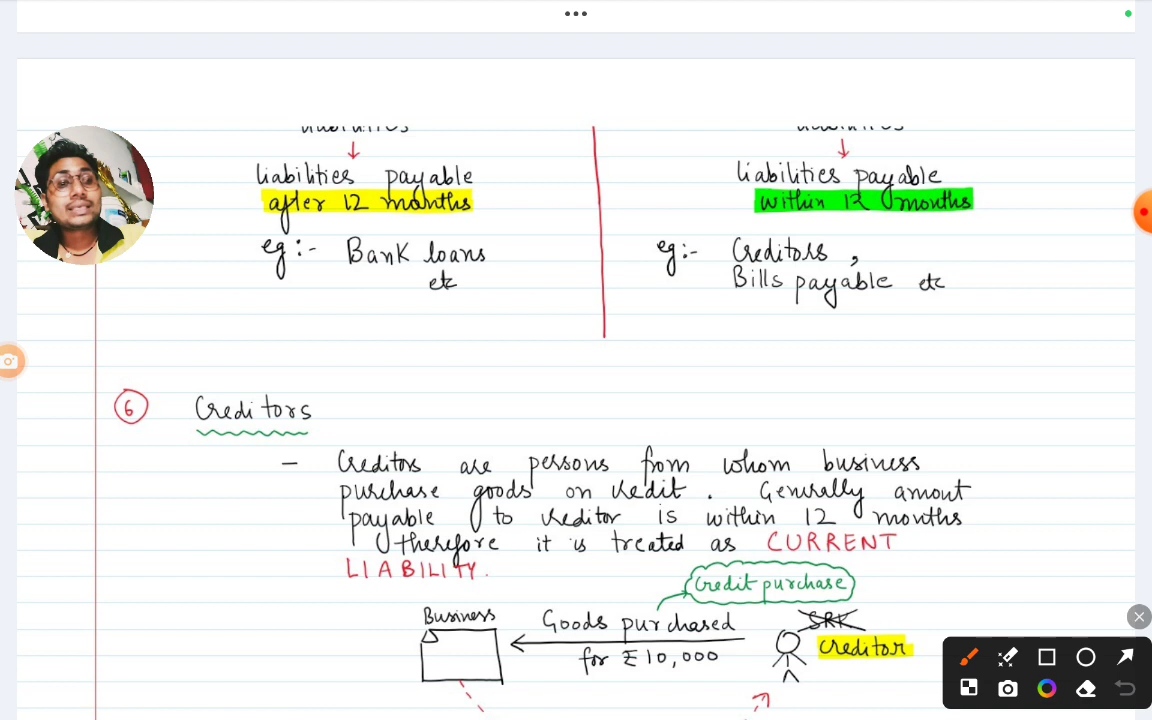 liabilities payable
after 12 months
eg:- Bank loans
etc
liabilities payable
within 12 months
eg:- Creditors,
Bills payable etc
6 Creditors
- Creditors are persons from whom business
purchase goods on credit. Generally amount
payable to creditor is within 12 months
therefore it is treated as CURRENT
LIABILITY.
Credit purchase
Business
Goods purchased
for ₹10,000
SRK
creditor